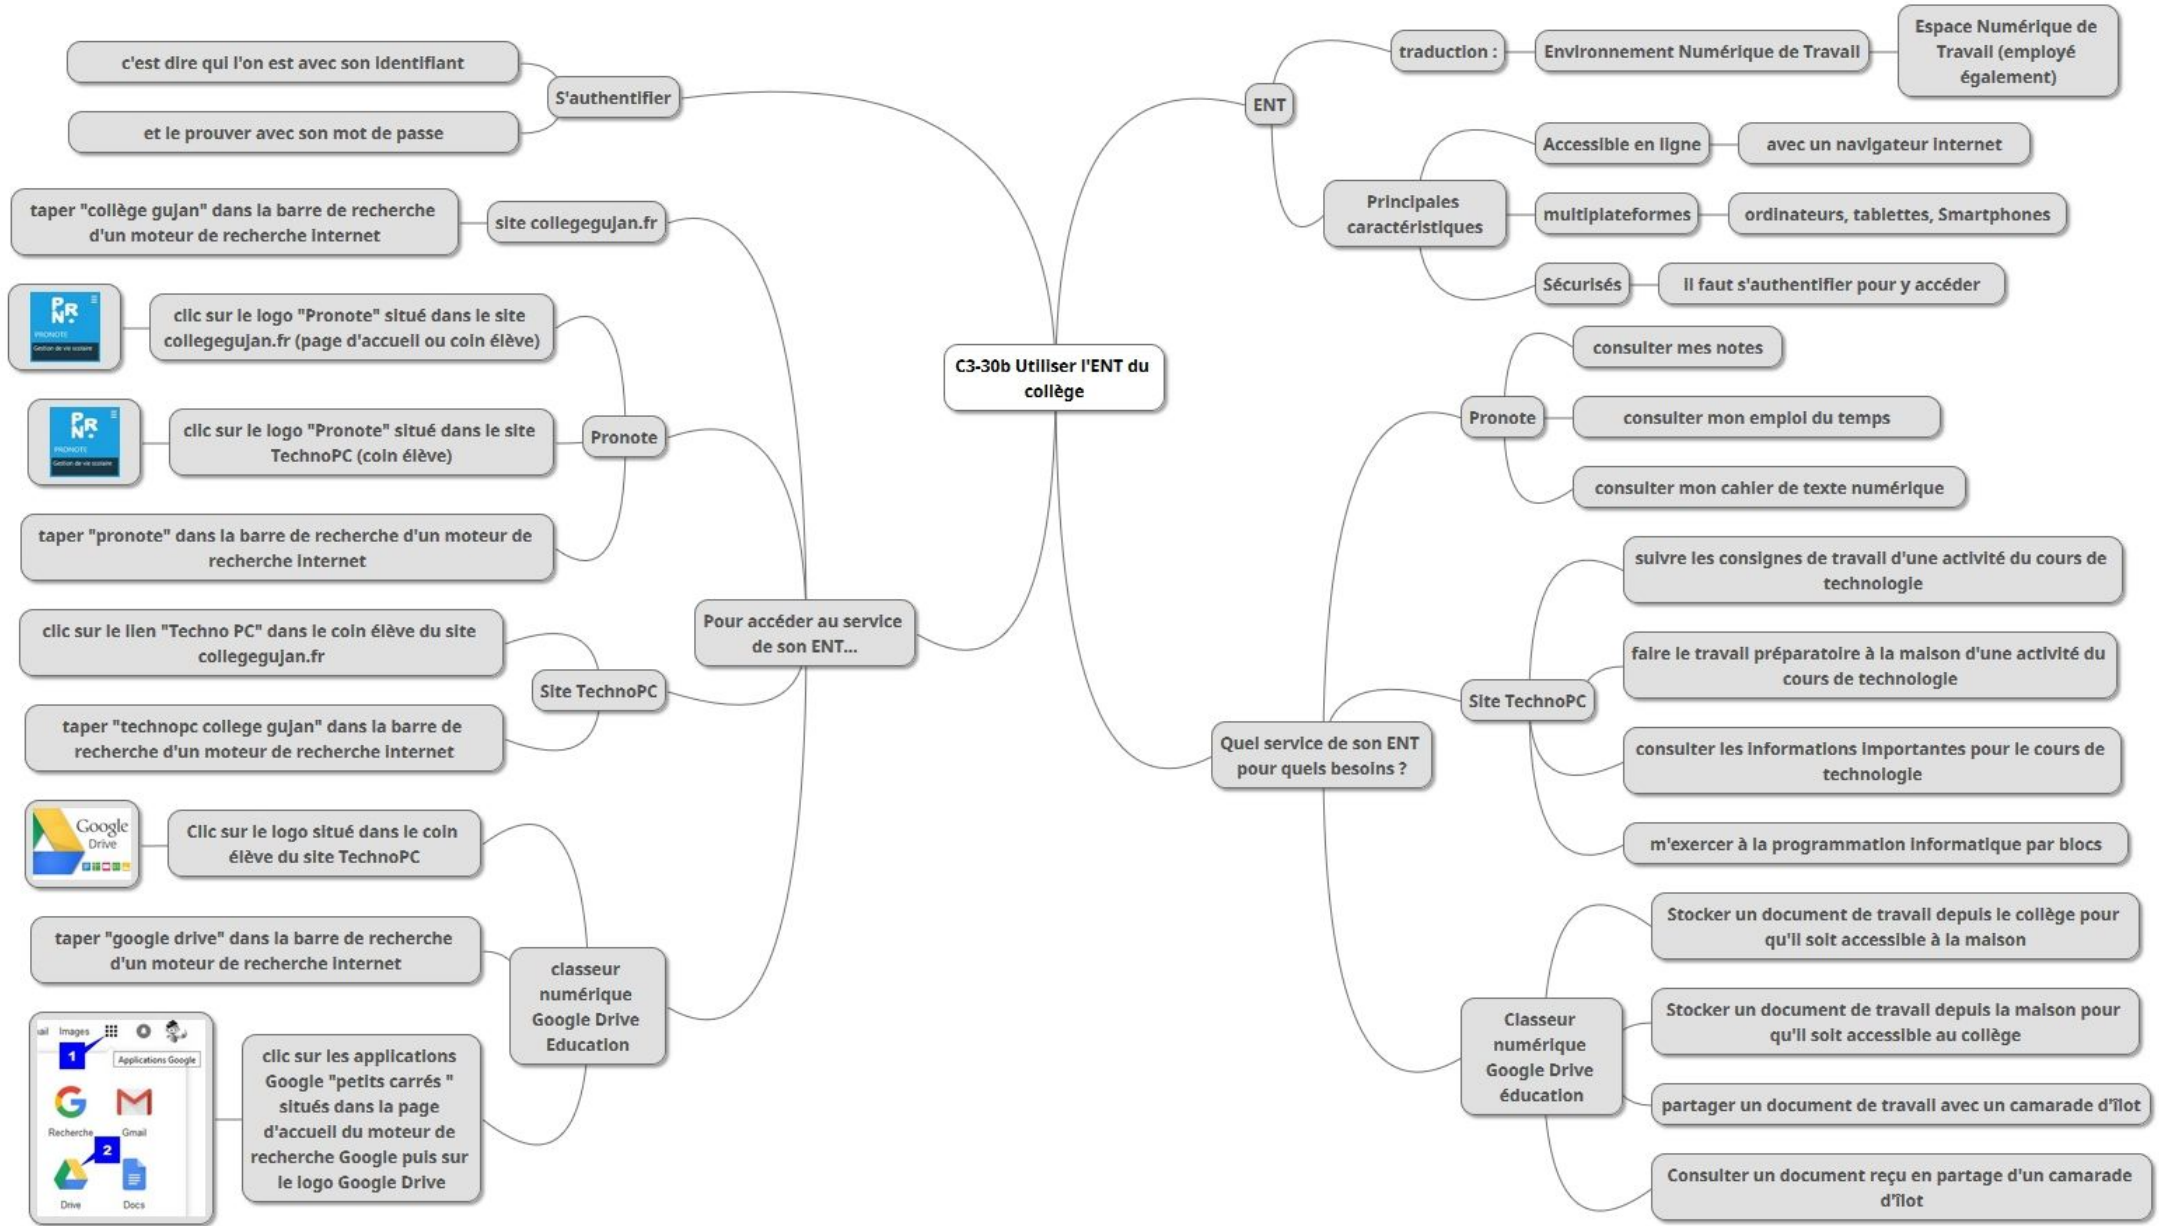 C3-30b Utiliser l'ENT du
collège
ENT
traduction :
Environnement Numérique de Travail
Espace Numérique de
Travail (employé
également)
Principales
caractéristiques
Accessible en ligne
avec un navigateur internet
multiplateformes
ordinateurs, tablettes, Smartphones
Sécurisés
il faut s'authentifier pour y accéder
Quel service de son ENT
pour quels besoins ?
Pronote
consulter mes notes
consulter mon emploi du temps
consulter mon cahier de texte numérique
Site TechnoPC
suivre les consignes de travail d'une activité du cours de
technologie
faire le travail préparatoire à la maison d'une activité du
cours de technologie
consulter les informations importantes pour le cours de
technologie
m'exercer à la programmation informatique par blocs
Classeur
numérique
Google Drive
éducation
Stocker un document de travail depuis le collège pour
qu'il soit accessible à la maison
Stocker un document de travail depuis la maison pour
qu'il soit accessible au collège
partager un document de travail avec un camarade d'îlot
Consulter un document reçu en partage d'un camarade
d'îlot
S'authentifier
c'est dire qui l'on est avec son identifiant
et le prouver avec son mot de passe
Pour accéder au service
de son ENT...
site collegegujan.fr
taper "collège gujan" dans la barre de recherche
d'un moteur de recherche internet
Pronote
clic sur le logo "Pronote" situé dans le site
collegegujan.fr (page d'accueil ou coin élève)
PRN.
PRONOTE
Gestion de vie scolaire
clic sur le logo "Pronote" situé dans le site
TechnoPC (coin élève)
PRN.
PRONOTE
Gestion de vie scolaire
taper "pronote" dans la barre de recherche d'un moteur de
recherche internet
Site TechnoPC
clic sur le lien "Techno PC" dans le coin élève du site
collegegujan.fr
taper "technopc college gujan" dans la barre de
recherche d'un moteur de recherche internet
classeur
numérique
Google Drive
Education
Clic sur le logo situé dans le coin
élève du site TechnoPC
Google
Drive
taper "google drive" dans la barre de recherche
d'un moteur de recherche internet
clic sur les applications
Google "petits carrés "
situés dans la page
d'accueil du moteur de
recherche Google puis sur
le logo Google Drive
ail Images
1
Applications Google
Recherche Gmail
2
Drive Docs